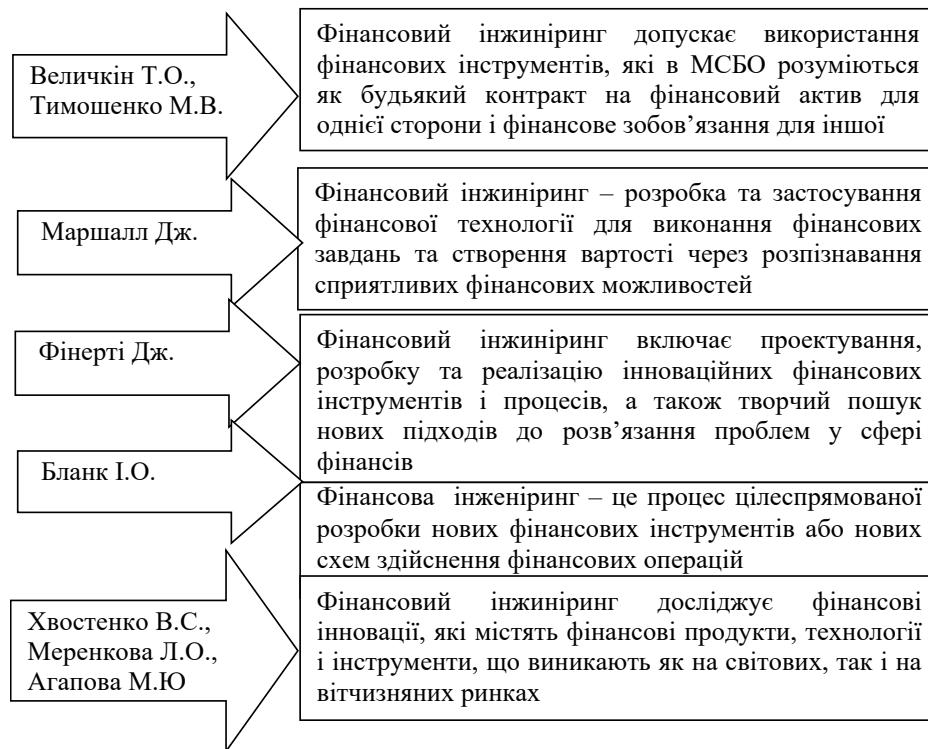 Величкін Т.О.,
Тимошенко М.В.
Фінансовий інжиніринг допускає використання
фінансових інструментів, які в МСБО розуміються
як будьякий контракт на фінансовий актив для
однієї сторони і фінансове зобов’язання для іншої
Маршалл Дж.
Фінансовий інжиніринг – розробка та застосування
фінансової технології для виконання фінансових
завдань та створення вартості через розпізнавання
сприятливих фінансових можливостей
Фінерті Дж.
Фінансовий інжиніринг включає проектування,
розробку та реалізацію інноваційних фінансових
інструментів і процесів, а також творчий пошук
нових підходів до розв’язання проблем у сфері
фінансів
Бланк І.О.
Фінансова інженіринг – це процес цілеспрямованої
розробки нових фінансових інструментів або нових
схем здійснення фінансових операцій
Хвостенко В.С.,
Меренкова Л.О.,
Агапова М.Ю
Фінансовий інжиніринг досліджує фінансові
інновації, які містять фінансові продукти, технології
і інструменти, що виникають як на світових, так і на
вітчизняних ринках